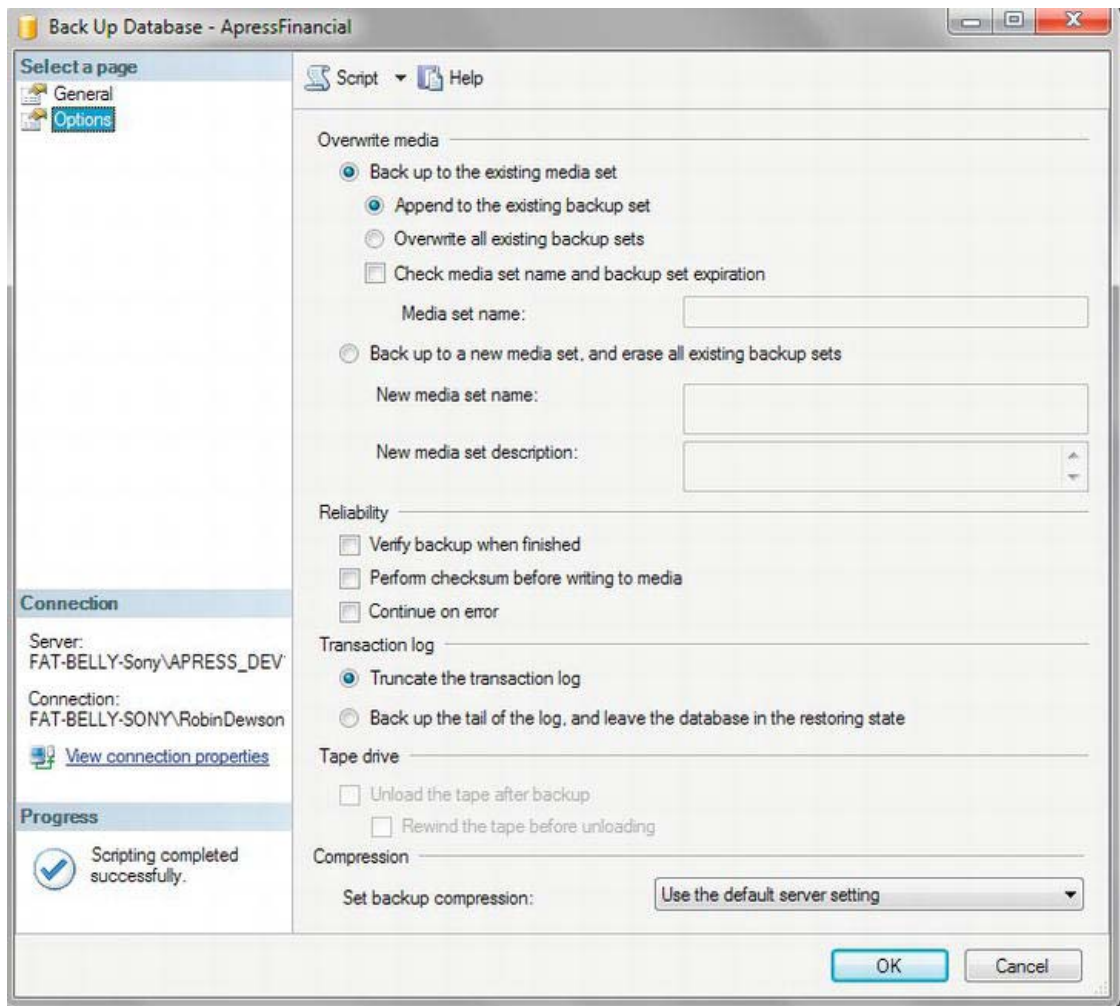 Back Up Database - ApressFinancial
Select a page
General
Options
Script
Help
Overwrite media
Back up to the existing media set
Append to the existing backup set
Overwrite all existing backup sets
Check media set name and backup set expiration
Media set name:
Back up to a new media set, and erase all existing backup sets
New media set name:
New media set description:
Reliability
Verify backup when finished
Perform checksum before writing to media
Continue on error
Transaction log
Truncate the transaction log
Back up the tail of the log, and leave the database in the restoring state
Tape drive
Unload the tape after backup
Rewind the tape before unloading
Compression
Set backup compression:
Use the default server setting
Connection
Server:
FAT-BELLY-Sony\APRESS_DEV
Connection:
FAT-BELLY-SONY\RobinDewson
View connection properties
Progress
Scripting completed
successfully.
OK
Cancel